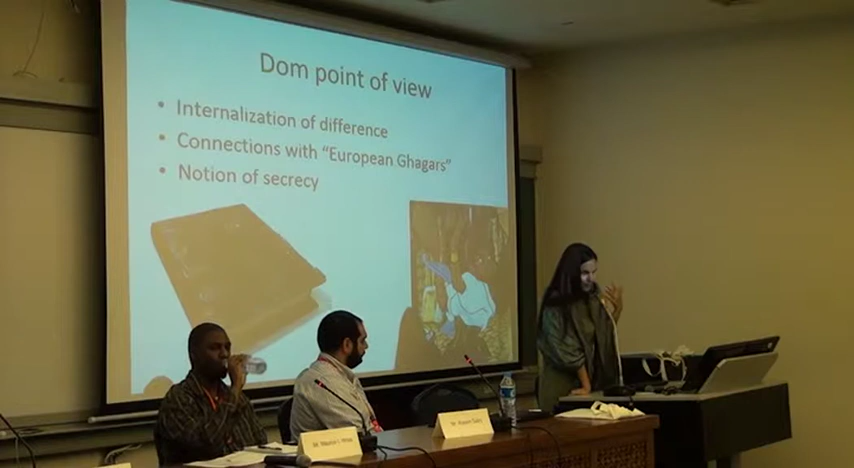 Dom point of view
• Internalization of difference
• Connections with "European Ghagars"
• Notion of secrecy